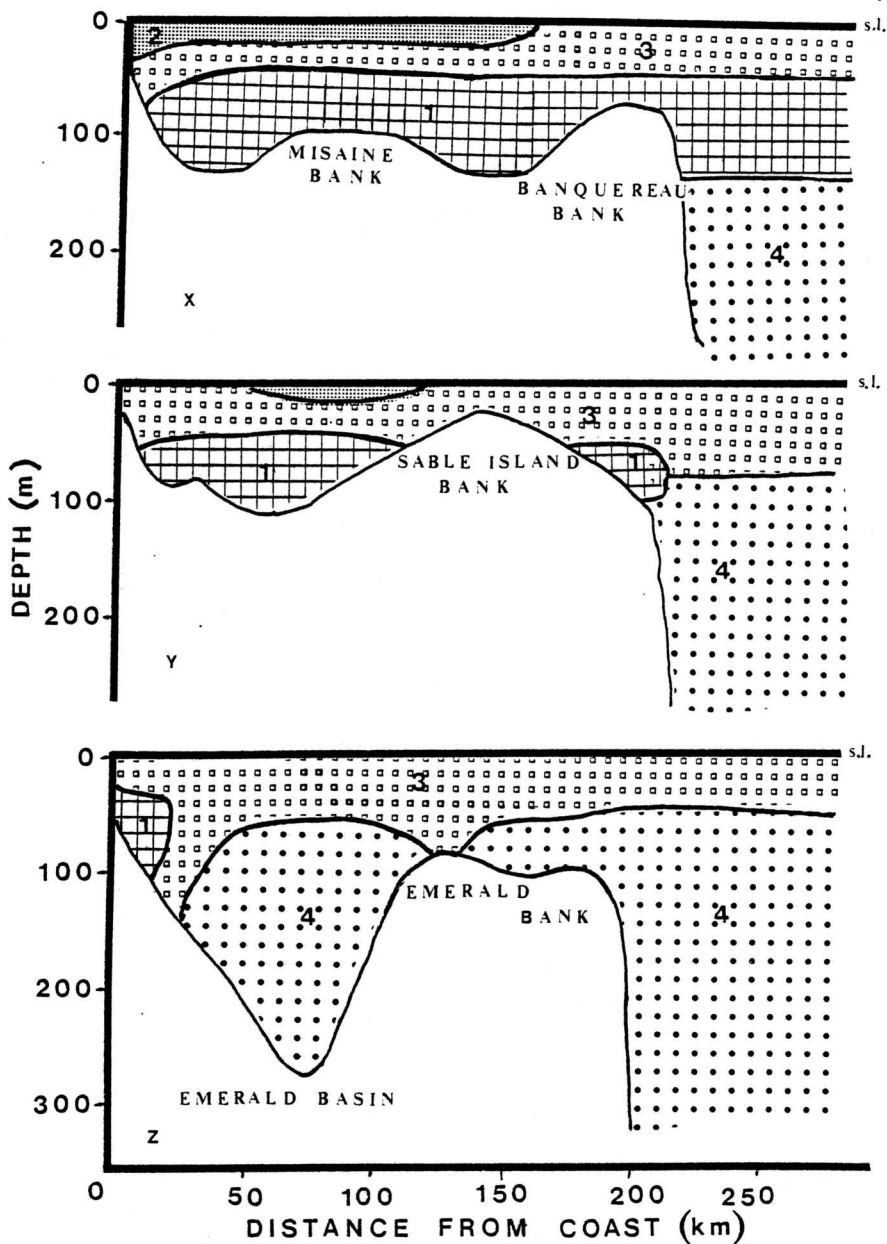 0 s.l.
2
3
100
1
MISAINE
BANK
BANQUEREAU
BANK
200
4
X
0 s.l.
3
1
SABLE ISLAND
BANK
1
100
4
200
Y
DEPTH (m)
0 s.l.
3
1
100
EMERALD
BANK
4
4
200
300
EMERALD BASIN
Z
0 50 100 150 200 250
DISTANCE FROM COAST (km)